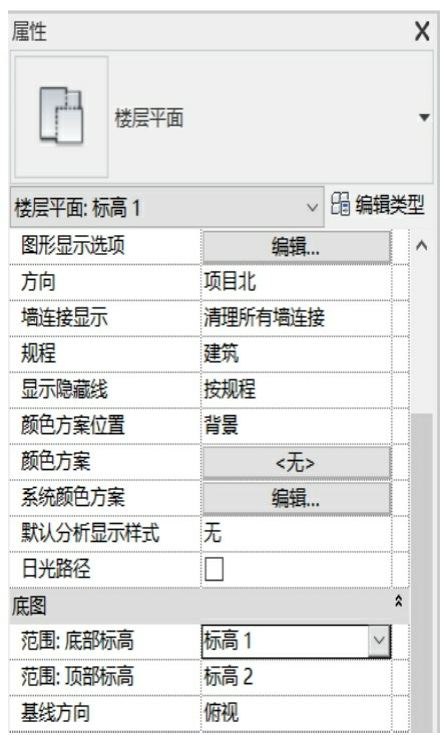 属性 X
楼层平面
楼层平面: 标高 1 编辑类型
图形显示选项 编辑...
方向 项目北
墙连接显示 清理所有墙连接
规程 建筑
显示隐藏线 按规程
颜色方案位置 背景
颜色方案 <无>
系统颜色方案 编辑...
默认分析显示样式 无
日光路径
底图
范围: 底部标高 标高 1
范围: 顶部标高 标高 2
基线方向 俯视